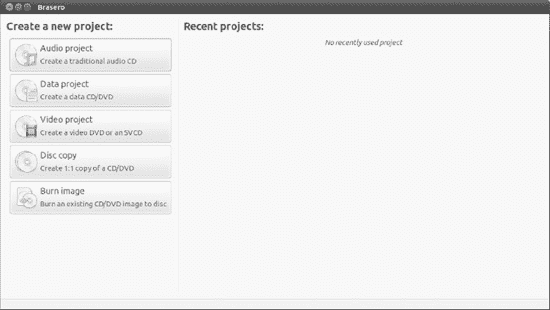 Brasero
Create a new project:
Audio project
Create a traditional audio CD
Data project
Create a data CD/DVD
Video project
Create a video DVD or an SVCD
Disc copy
Create 1:1 copy of a CD/DVD
Burn image
Burn an existing CD/DVD image to disc
Recent projects:
No recently used project